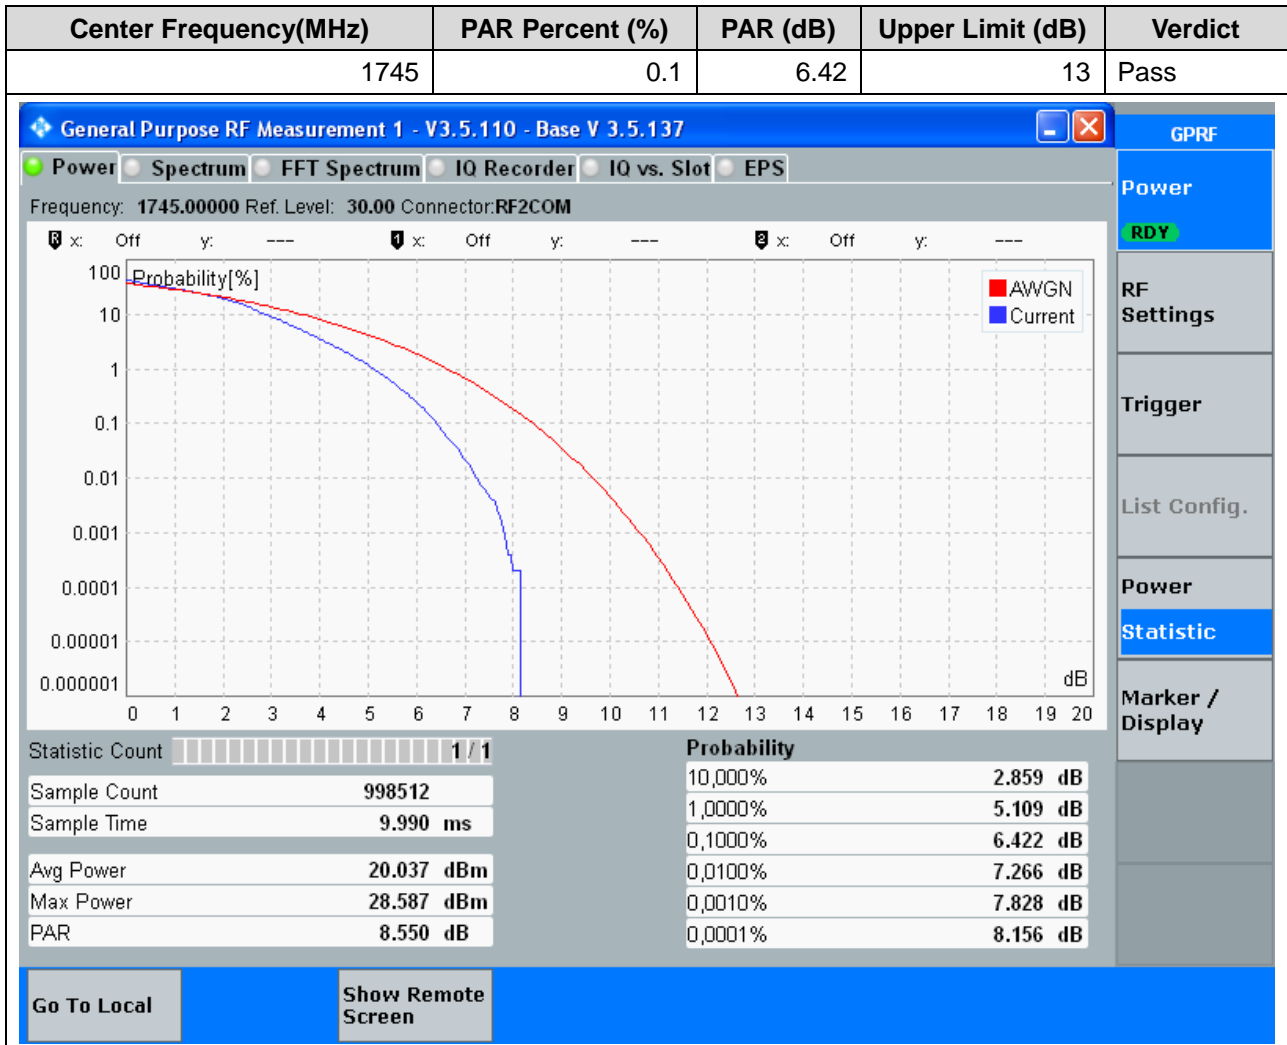 Center Frequency(MHz) PAR Percent (%) PAR (dB) Upper Limit (dB) Verdict
1745 0.1 6.42 13 Pass
General Purpose RF Measurement 1 - V3.5.110 - Base V 3.5.137
GPRF
Power Spectrum FFT Spectrum IQ Recorder IQ vs. Slot EPS
Frequency: 1745.00000 Ref. Level: 30.00 Connector:RF2COM
R x: Off y: --- 1 x: Off y: --- 2 x: Off y: ---
Probability[%]
100
10
1
0.1
0.01
0.001
0.0001
0.00001
0.000001
AWGN
Current
dB
0 1 2 3 4 5 6 7 8 9 10 11 12 13 14 15 16 17 18 19 20
Statistic Count 1 / 1
Sample Count 998512
Sample Time 9.990 ms
Avg Power 20.037 dBm
Max Power 28.587 dBm
PAR 8.550 dB
Probability
10,000% 2.859 dB
1,0000% 5.109 dB
0,1000% 6.422 dB
0,0100% 7.266 dB
0,0010% 7.828 dB
0,0001% 8.156 dB
Power
RDY
RF
Settings
Trigger
List Config.
Power
Statistic
Marker /
Display
Go To Local
Show Remote
Screen